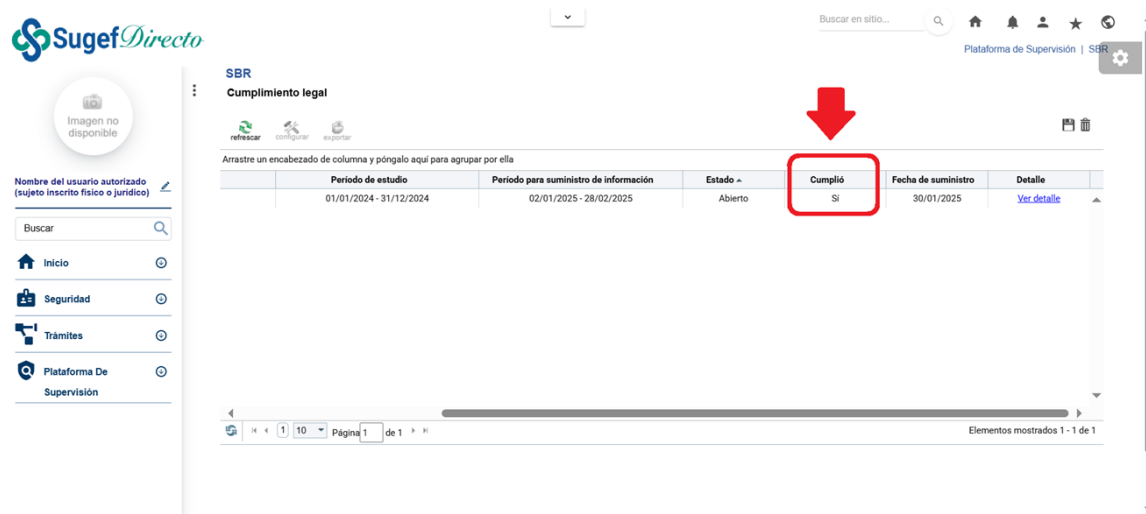 Sugef Directo
Buscar en sitio...
Plataforma de Supervisión | SBR
SBR
Cumplimiento legal
Imagen no
disponible
refrescar configurar exportar
Arrastre un encabezado de columna y póngalo aquí para agrupar por ella
Nombre del usuario autorizado
(sujeto inscrito físico o jurídico)
Período de estudio Período para suministro de información Estado Cumplió Fecha de suministro Detalle
01/01/2024 - 31/12/2024 02/01/2025 - 28/02/2025 Abierto Sí 30/01/2025 Ver detalle
Buscar
Inicio
Seguridad
Trámites
Plataforma De
Supervisión
1 10 Página 1 de 1 Elementos mostrados 1 - 1 de 1